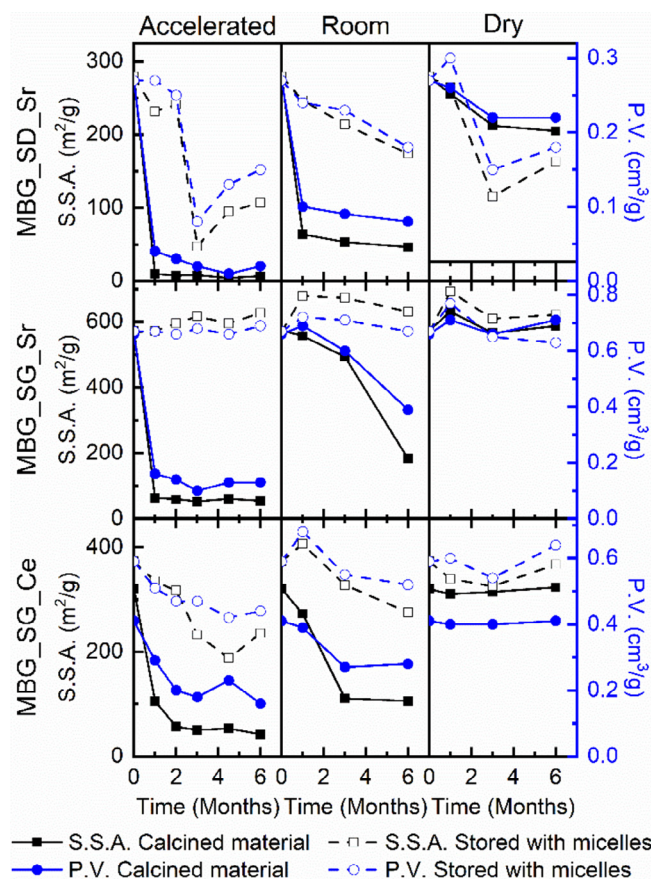 Accelerated Room Dry
MBG_SD_Sr
S.S.A. (m²/g)
300
200
100
0
0.3
0.2
0.1
0.0
P.V. (cm³/g)
MBG_SG_Sr
S.S.A. (m²/g)
600
400
200
0
0.8
0.6
0.4
0.2
0.0
P.V. (cm³/g)
MBG_SG_Ce
S.S.A. (m²/g)
400
200
0
0.6
0.4
0.2
0.0
P.V. (cm³/g)
0 2 4 6 0 2 4 6 0 2 4 6
Time (Months) Time (Months) Time (Months)
S.S.A. Calcined material S.S.A. Stored with micelles
P.V. Calcined material P.V. Stored with micelles